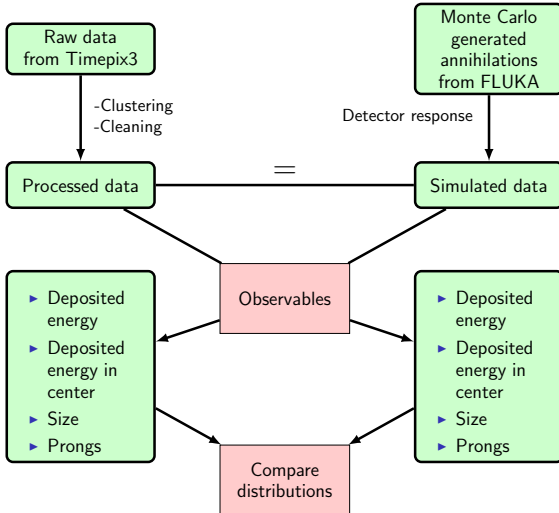 Raw data
from Timepix3
Monte Carlo
generated
annihilations
from FLUKA
-Clustering
-Cleaning
Detector response
Processed data
=
Simulated data
Observables
Deposited
energy
Deposited
energy in
center
Size
Prongs
Deposited
energy
Deposited
energy in
center
Size
Prongs
Compare
distributions